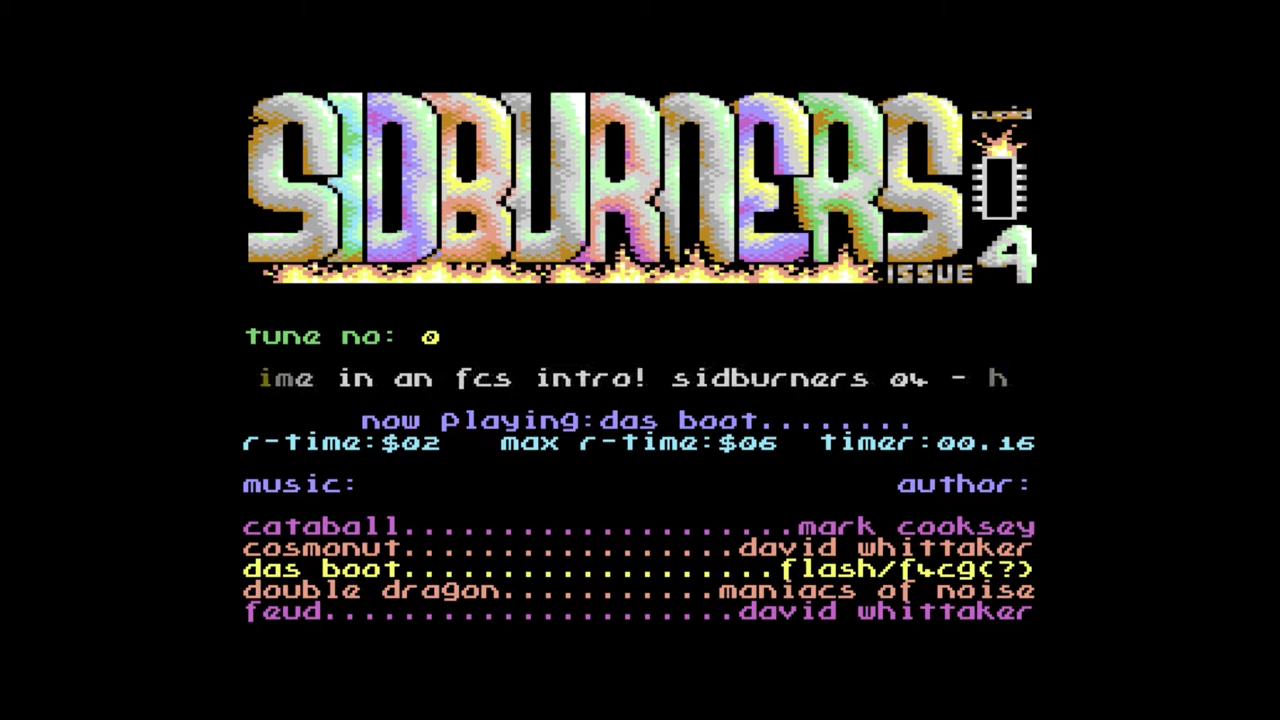 SIDBURNERS
cupid
ISSUE 4
tune no: 0
ime in an fcs intro! sidburners 04 - h
now playing:das boot........
r-time:$02 max r-time:$06 timer:00.16
music: author:
cataball....................mark cooksey
cosmonut.................david whittaker
das boot...................flash/f4cg(?)
double dragon...........maniacs of noise
feud.....................david whittaker